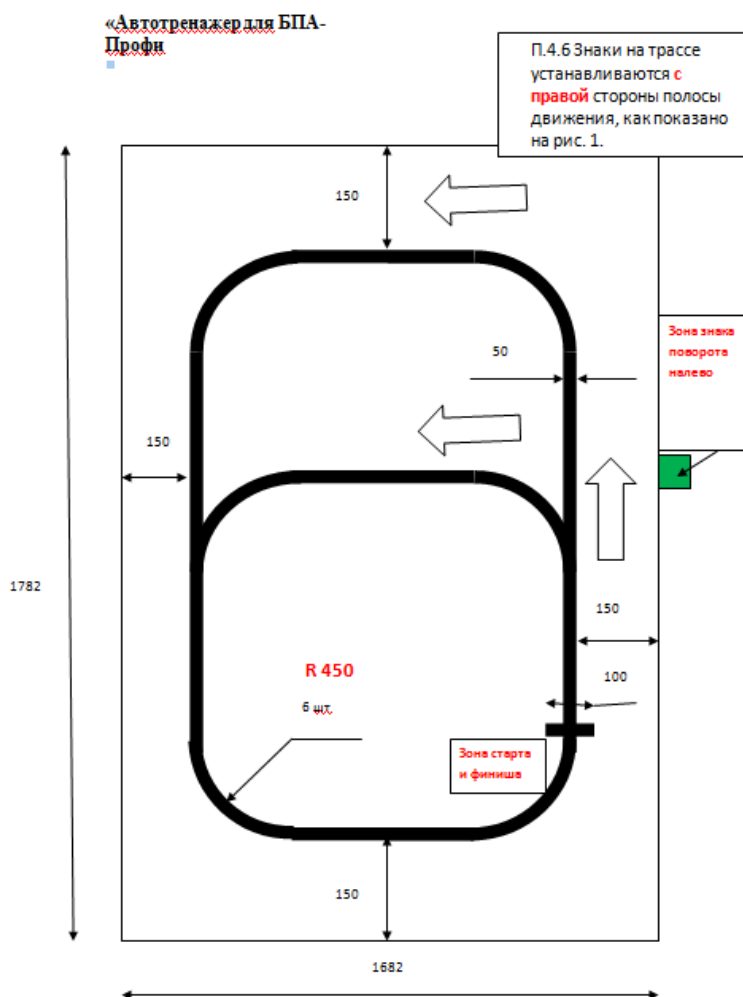 «Автотренажер для БПА-
Профи
П.4.6 Знаки на трассе
устанавливаются с
правой стороны полосы
движения, как показано
на рис. 1.
150
Зона знака
поворота
налево
50
150
1782
150
R 450
100
6 шт.
Зона старта
и финиша
150
1682